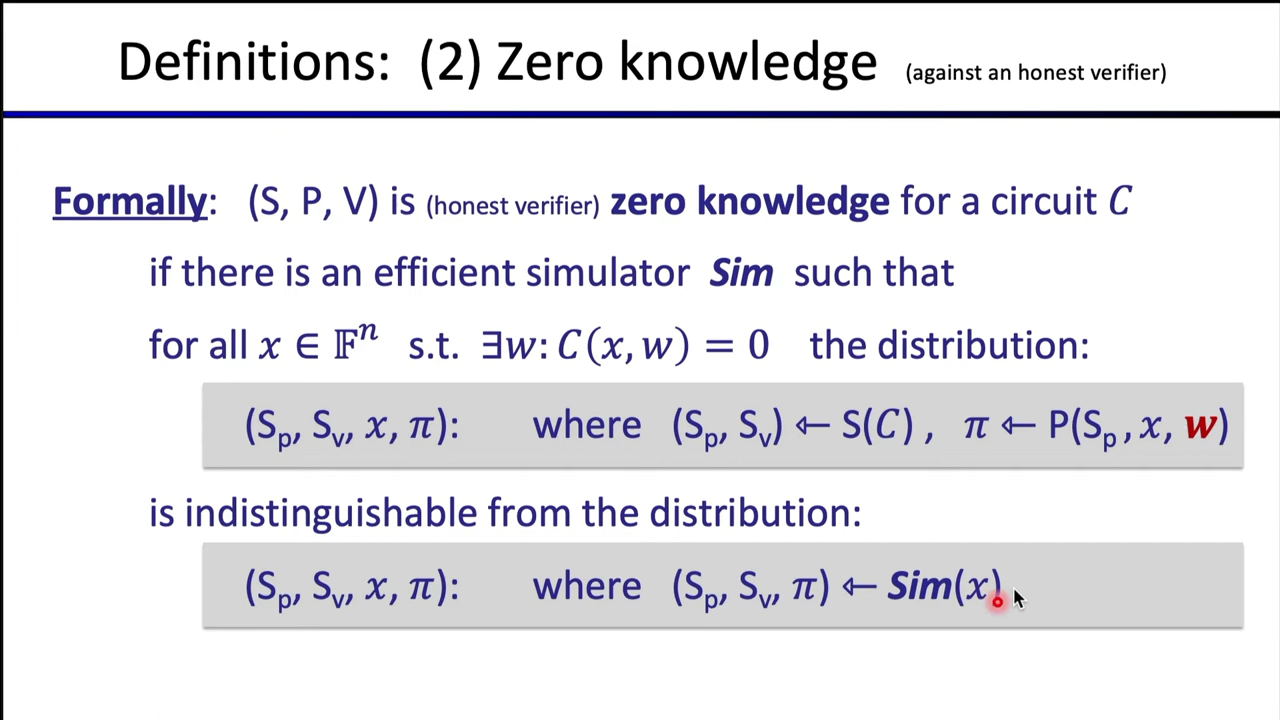 Definitions: (2) Zero knowledge (against an honest verifier)
Formally: (S, P, V) is (honest verifier) zero knowledge for a circuit C
if there is an efficient simulator Sim such that
for all x ∈ 𝔽ⁿ s.t. ∃w: C(x, w) = 0 the distribution:
(Sₚ, Sᵥ, x, π): where (Sₚ, Sᵥ) ← S(C) , π ← P(Sₚ, x, w)
is indistinguishable from the distribution:
(Sₚ, Sᵥ, x, π): where (Sₚ, Sᵥ, π) ← Sim(x)